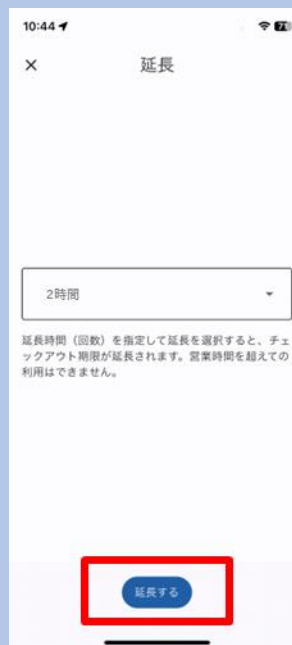 10:44
× 延長
2時間
延長時間（回数）を指定して延長を選択すると、チェ
ックアウト期限が延長されます。営業時間を超えての
利用はできません。
延長する